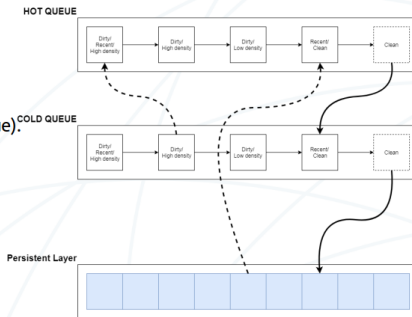 HOT QUEUE
Dirty/
Recent/
High density
Dirty/
High density
Dirty/
Low density
Recent/
Clean
Clean
e).
COLD QUEUE
Dirty/
Recent/
High density
Dirty/
High density
Dirty/
Low density
Recent/
Clean
Clean
Persistent Layer